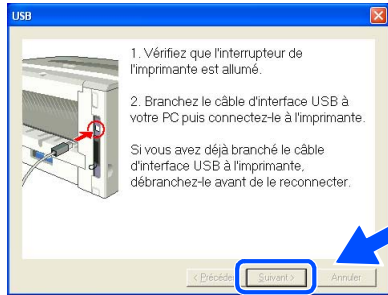 USB
1. Vérifiez que l'interrupteur de
l'imprimante est allumé.
2. Branchez le câble d'interface USB à
votre PC puis connectez-le à l'imprimante.
Si vous avez déjà branché le câble
d'interface USB à l'imprimante,
débranchez-le avant de le reconnecter.
< Précéden Suivant > Annuler